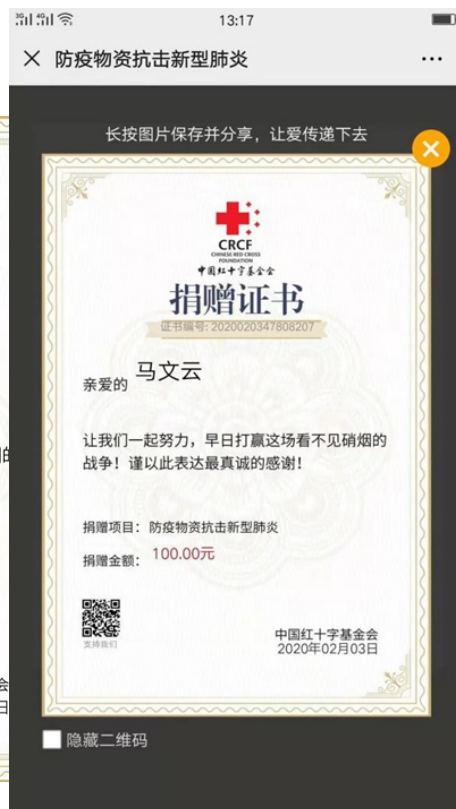 13:17
防疫物资抗击新型肺炎
长按图片保存并分享，让爱传递下去
CRCF
CHINESE RED CROSS
FOUNDATION
中国红十字基金会
捐赠证书
证书编号: 2020020347808207
亲爱的 马文云
让我们一起努力，早日打赢这场看不见硝烟的
战争！谨以此表达最真诚的感谢！
捐赠项目：防疫物资抗击新型肺炎
捐赠金额： 100.00元
支持我们
中国红十字基金会
2020年02月03日
隐藏二维码